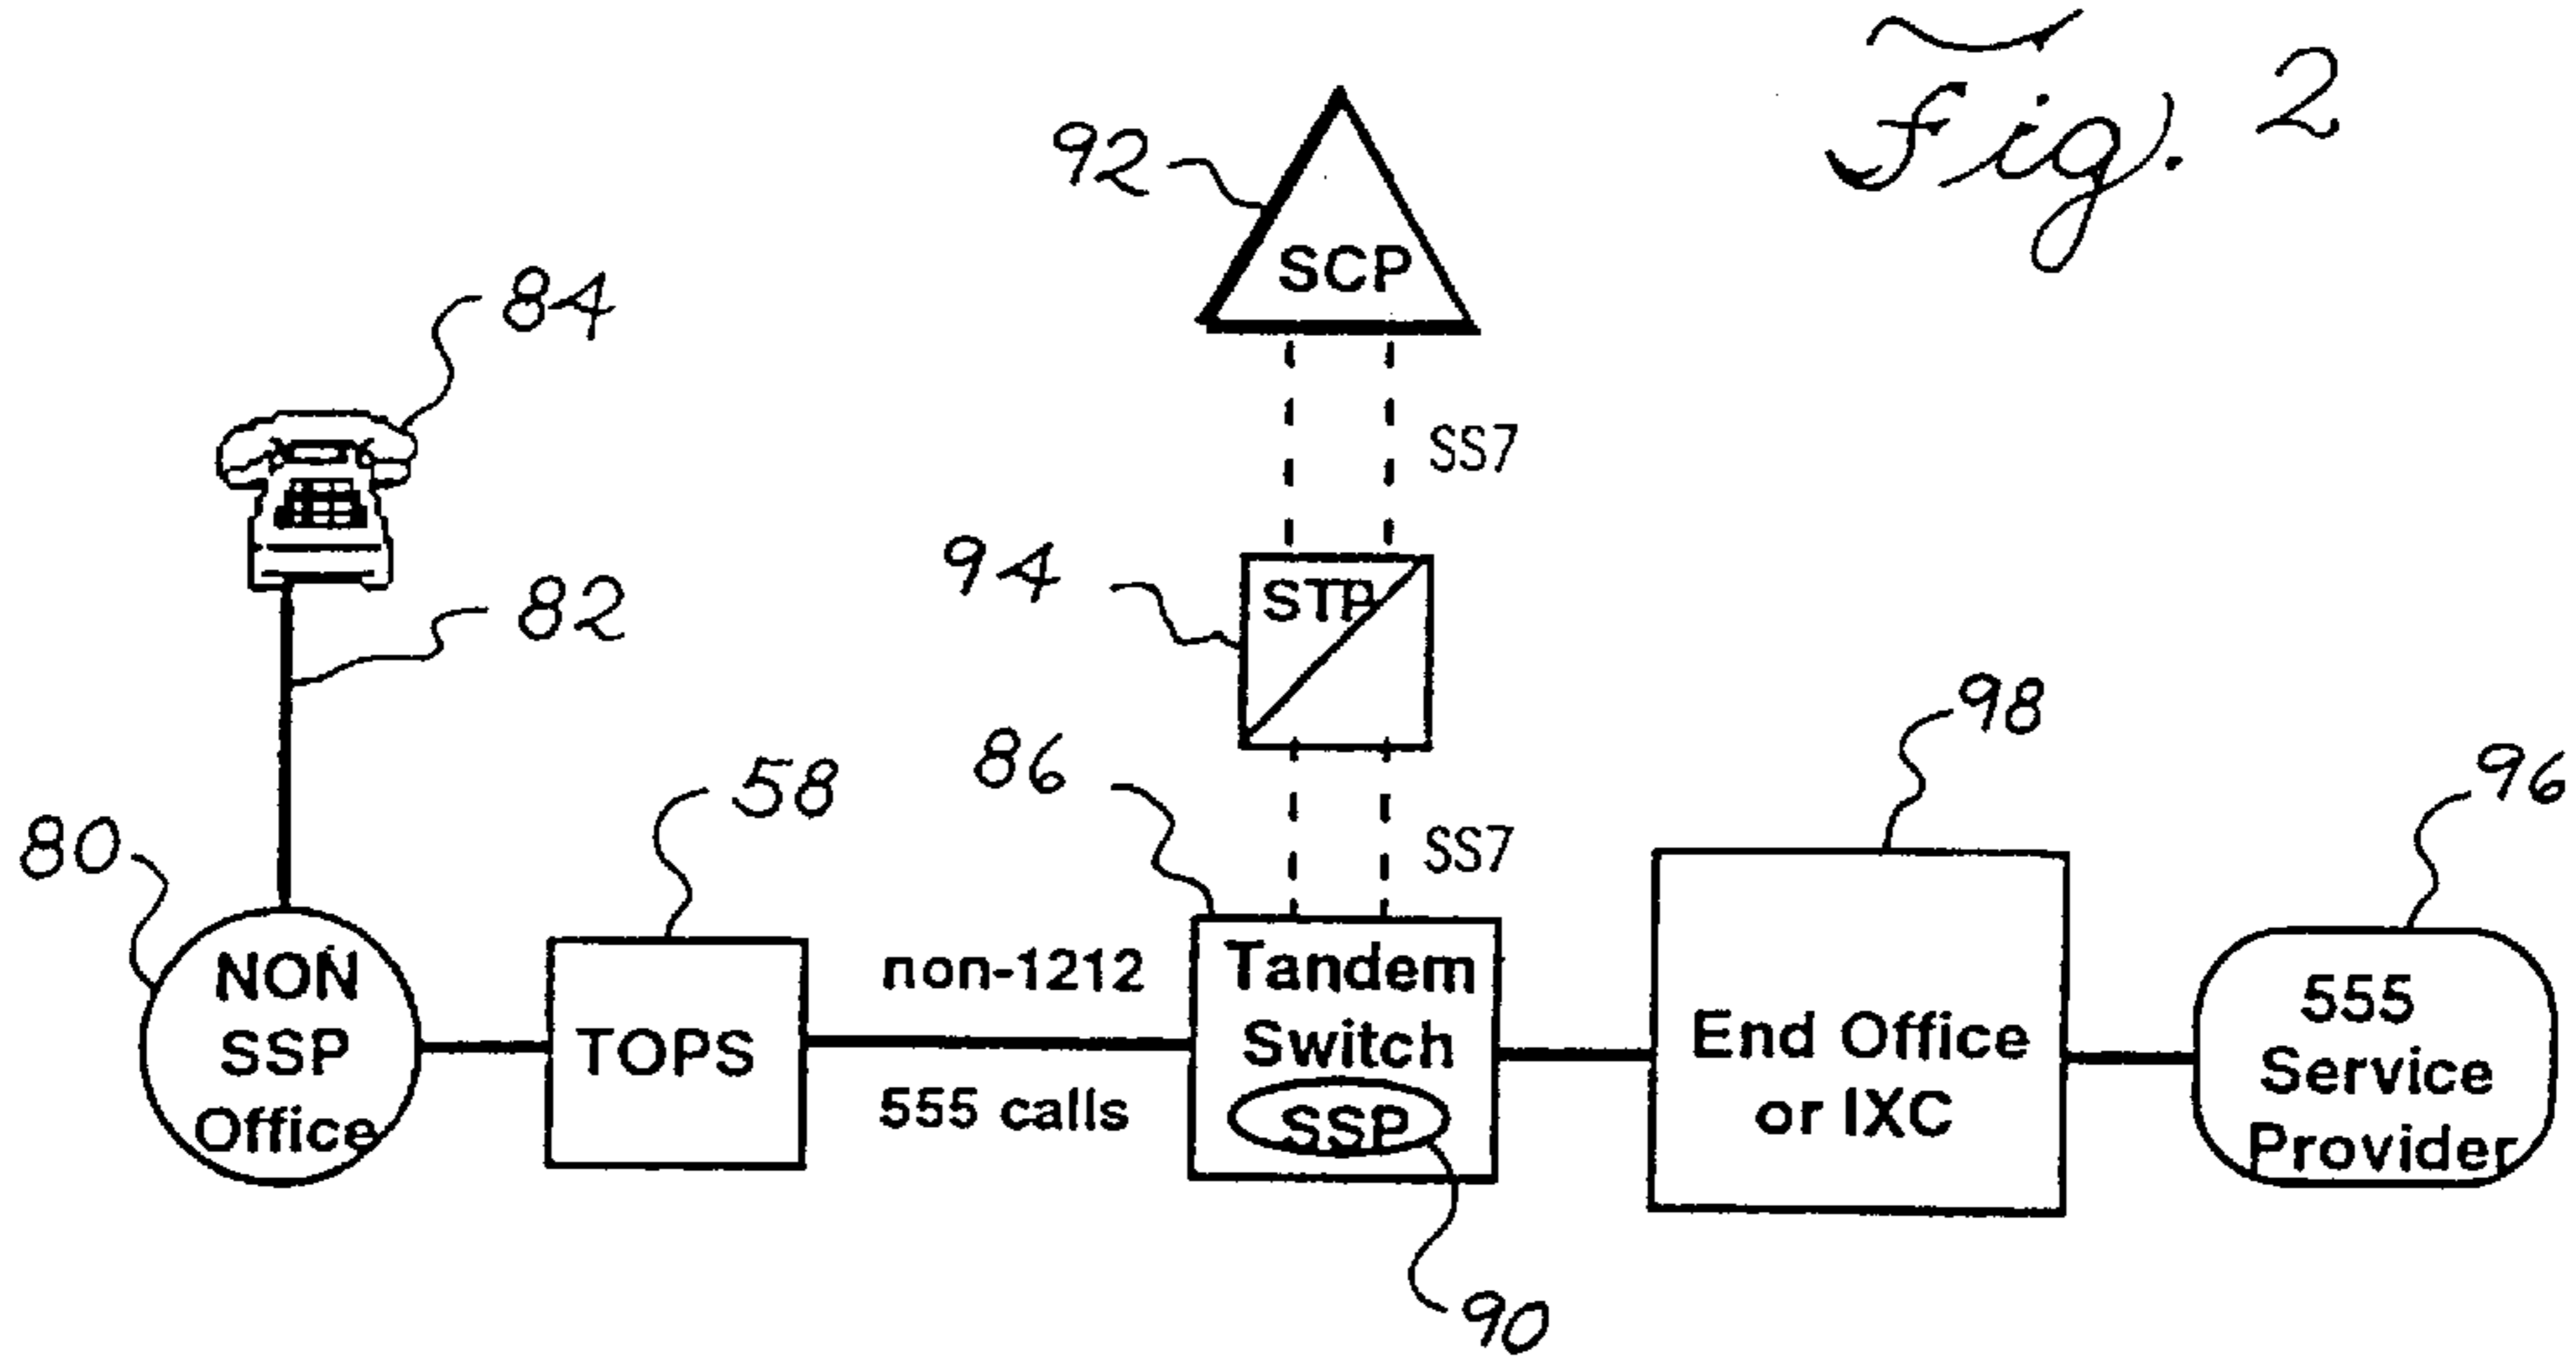 Fig. 2
92
SCP
84
SS7
94
STP
82
98
86
58
96
80
SS7
NON
SSP
Office
TOPS
non-1212
555 calls
Tandem
Switch
SSP
End Office
or IXC
555
Service
Provider
90